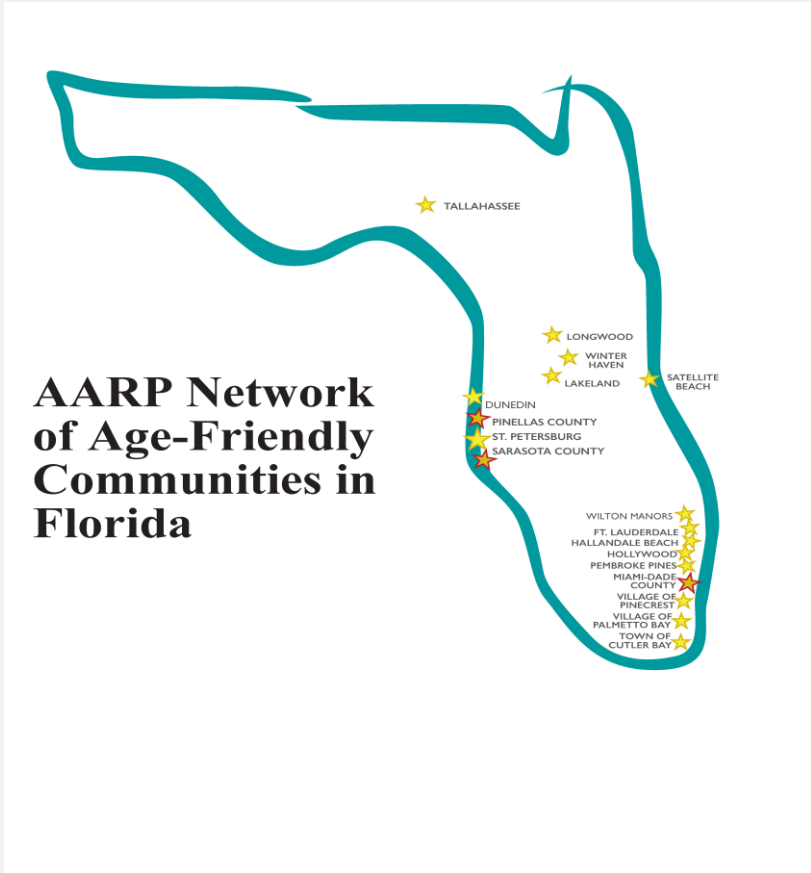 TALLAHASSEE
LONGWOOD
WINTER
HAVEN
LAKELAND
SATELLITE
BEACH
AARP Network
of Age-Friendly
Communities in
Florida
DUNEDIN
PINELLAS COUNTY
ST. PETERSBURG
SARASOTA COUNTY
WILTON MANORS
FT. LAUDERDALE
HALLANDALE BEACH
HOLLYWOOD
PEMBROKE PINES
MIAMI-DADE
COUNTY
VILLAGE OF
PINECREST
VILLAGE OF
PALMETTO BAY
TOWN OF
CUTLER BAY